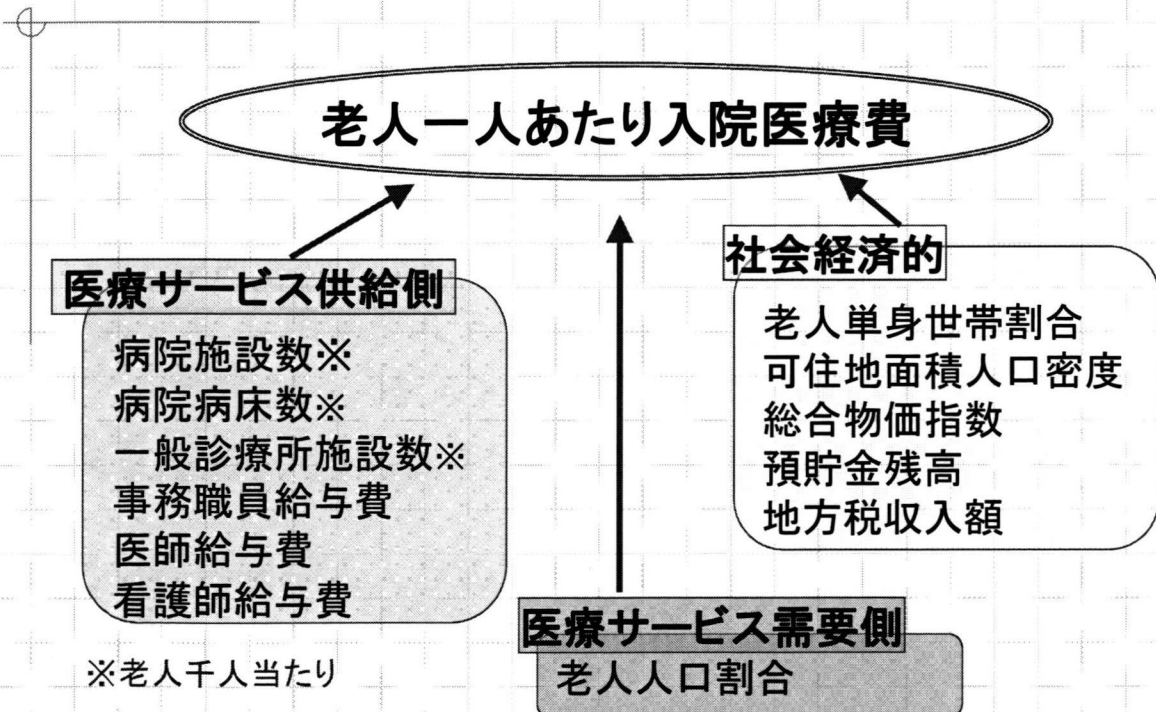 老人一人あたり入院医療費
医療サービス供給側
病院施設数※
病院病床数※
一般診療所施設数※
事務職員給与費
医師給与費
看護師給与費
※老人千人当たり
社会経済的
老人単身世帯割合
可住地面積人口密度
総合物価指数
預貯金残高
地方税収入額
医療サービス需要側
老人人口割合